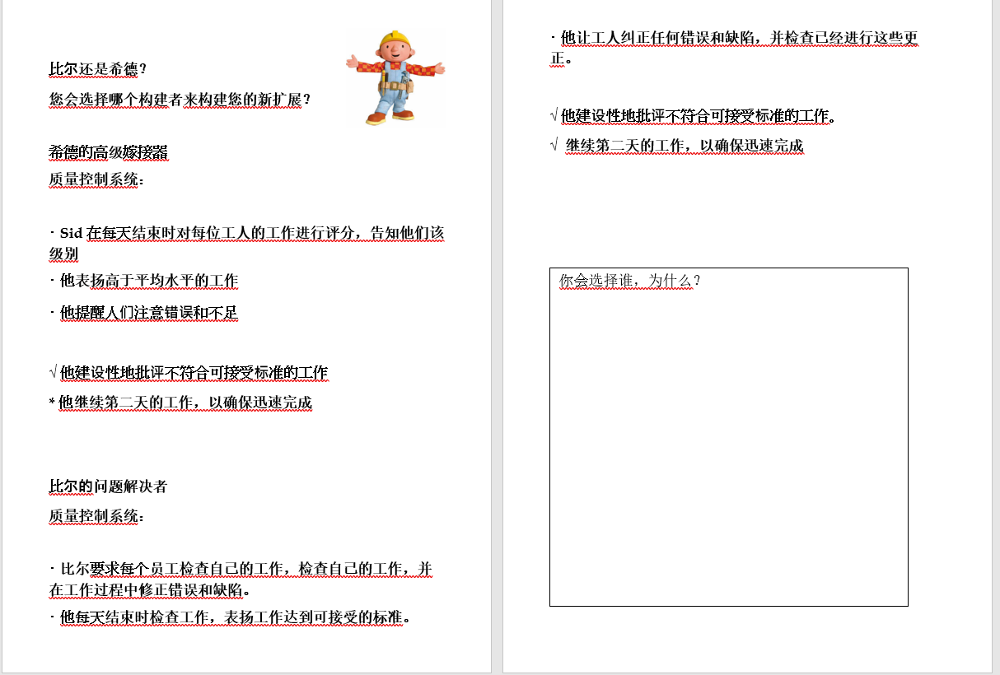 比尔还是希德？
您会选择哪个构建者来构建您的新扩展？
希德的高级嫁接器
质量控制系统：
· Sid 在每天结束时对每位工人的工作进行评分，告知他们该
级别
· 他表扬高于平均水平的工作
· 他提醒人们注意错误和不足
√ 他建设性地批评不符合可接受标准的工作
* 他继续第二天的工作，以确保迅速完成
比尔的问题解决者
质量控制系统：
· 比尔要求每个员工检查自己的工作，检查自己的工作，并
在工作过程中修正错误和缺陷。
· 他每天结束时检查工作，表扬工作达到可接受的标准。
· 他让工人纠正任何错误和缺陷，并检查已经进行这些更
正。
√ 他建设性地批评不符合可接受标准的工作。
√ 继续第二天的工作，以确保迅速完成
你会选择谁，为什么？